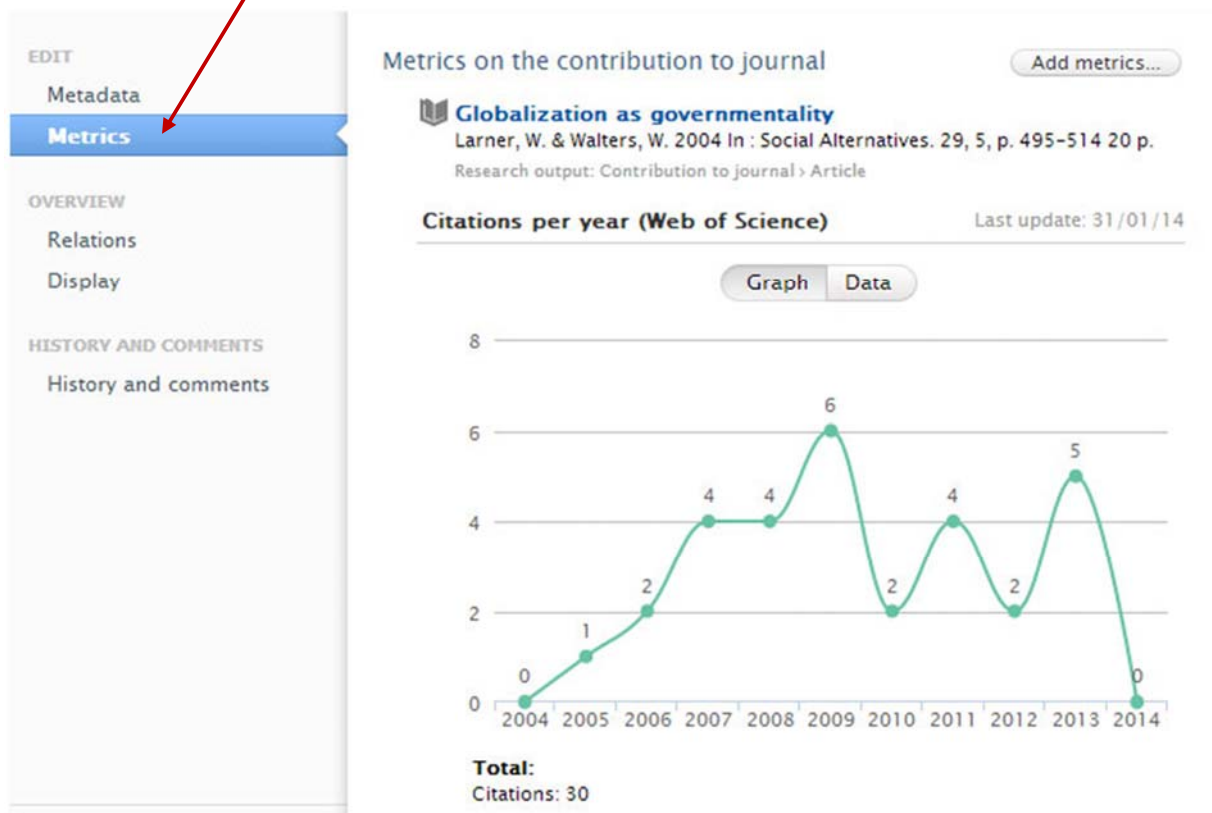 EDIT
Metadata
Metrics
OVERVIEW
Relations
Display
HISTORY AND COMMENTS
History and comments
Metrics on the contribution to journal
Add metrics...
Globalization as governmentality
Larner, W. & Walters, W. 2004 In : Social Alternatives. 29, 5, p. 495-514 20 p.
Research output: Contribution to journal › Article
Citations per year (Web of Science)
Last update: 31/01/14
Graph Data
8
6
4
2
0
0
1
2
4
4
6
2
4
2
5
0
2004 2005 2006 2007 2008 2009 2010 2011 2012 2013 2014
Total:
Citations: 30